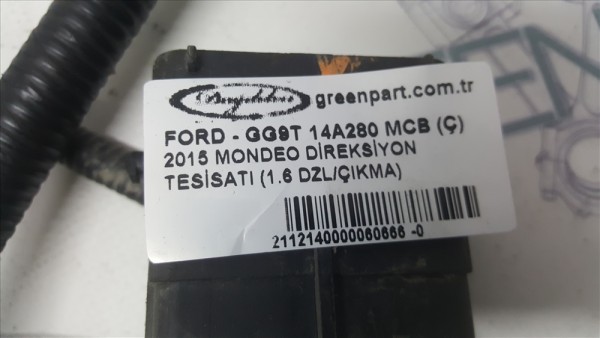 greenpart.com.tr
FORD - GG9T 14A280 MCB (Ç)
2015 MONDEO DİREKSİYON
TESİSATI (1.6 DZL/ÇIKMA)
2112140000060666 -0